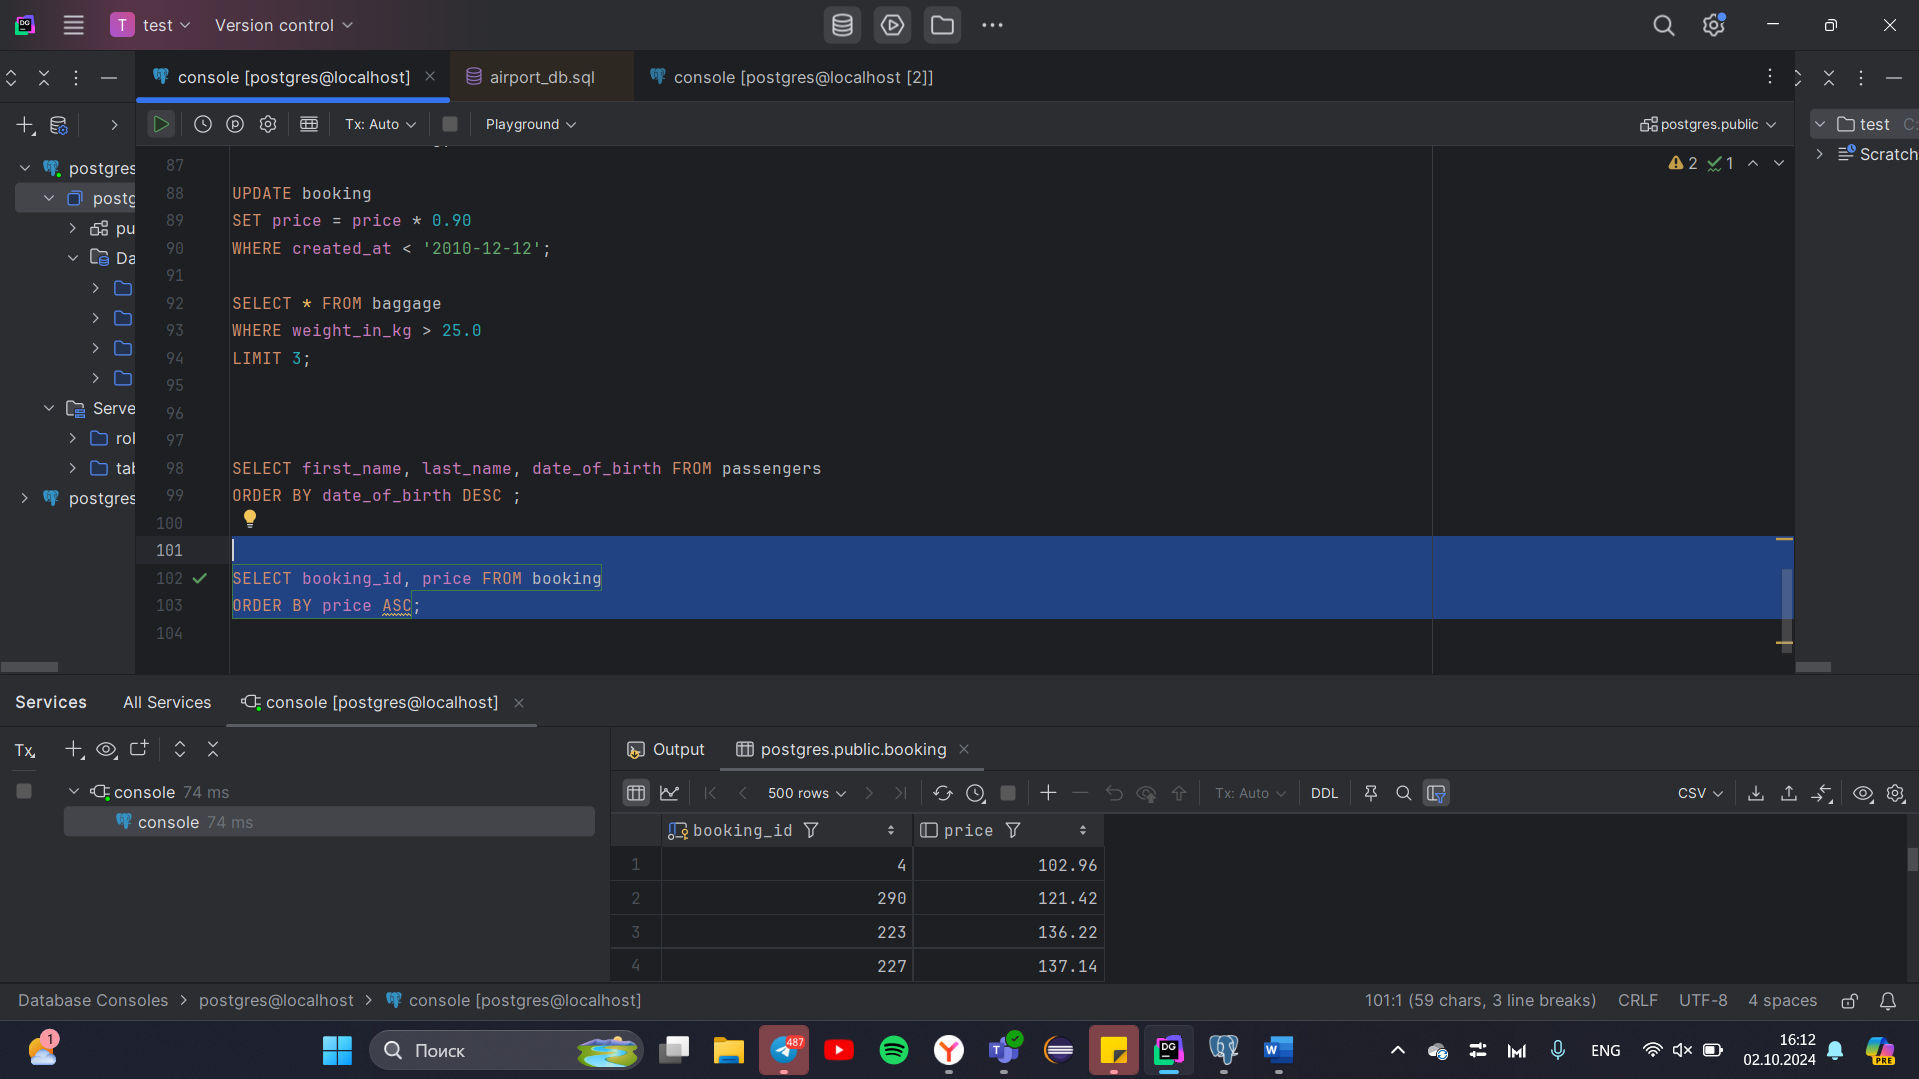 T test Version control
console [postgres@localhost] airport_db.sql console [postgres@localhost [2]]
Tx: Auto Playground postgres.public
test C:
Scratch
2 1
postgres
postg
pu
Da
Serve
rol
tab
postgres
87
88 UPDATE booking
89 SET price = price * 0.90
90 WHERE created_at < '2010-12-12';
91
92 SELECT * FROM baggage
93 WHERE weight_in_kg > 25.0
94 LIMIT 3;
95
96
97
98 SELECT first_name, last_name, date_of_birth FROM passengers
99 ORDER BY date_of_birth DESC ;
100
101
102 SELECT booking_id, price FROM booking
103 ORDER BY price ASC;
104
Services All Services console [postgres@localhost]
Tx
console 74 ms
console 74 ms
Output postgres.public.booking
500 rows Tx: Auto DDL CSV
booking_id price
1 4 102.96
2 290 121.42
3 223 136.22
4 227 137.14
Database Consoles > postgres@localhost > console [postgres@localhost] 101:1 (59 chars, 3 line breaks) CRLF UTF-8 4 spaces
1 Поиск 487 ENG 16:12
02.10.2024 PRE